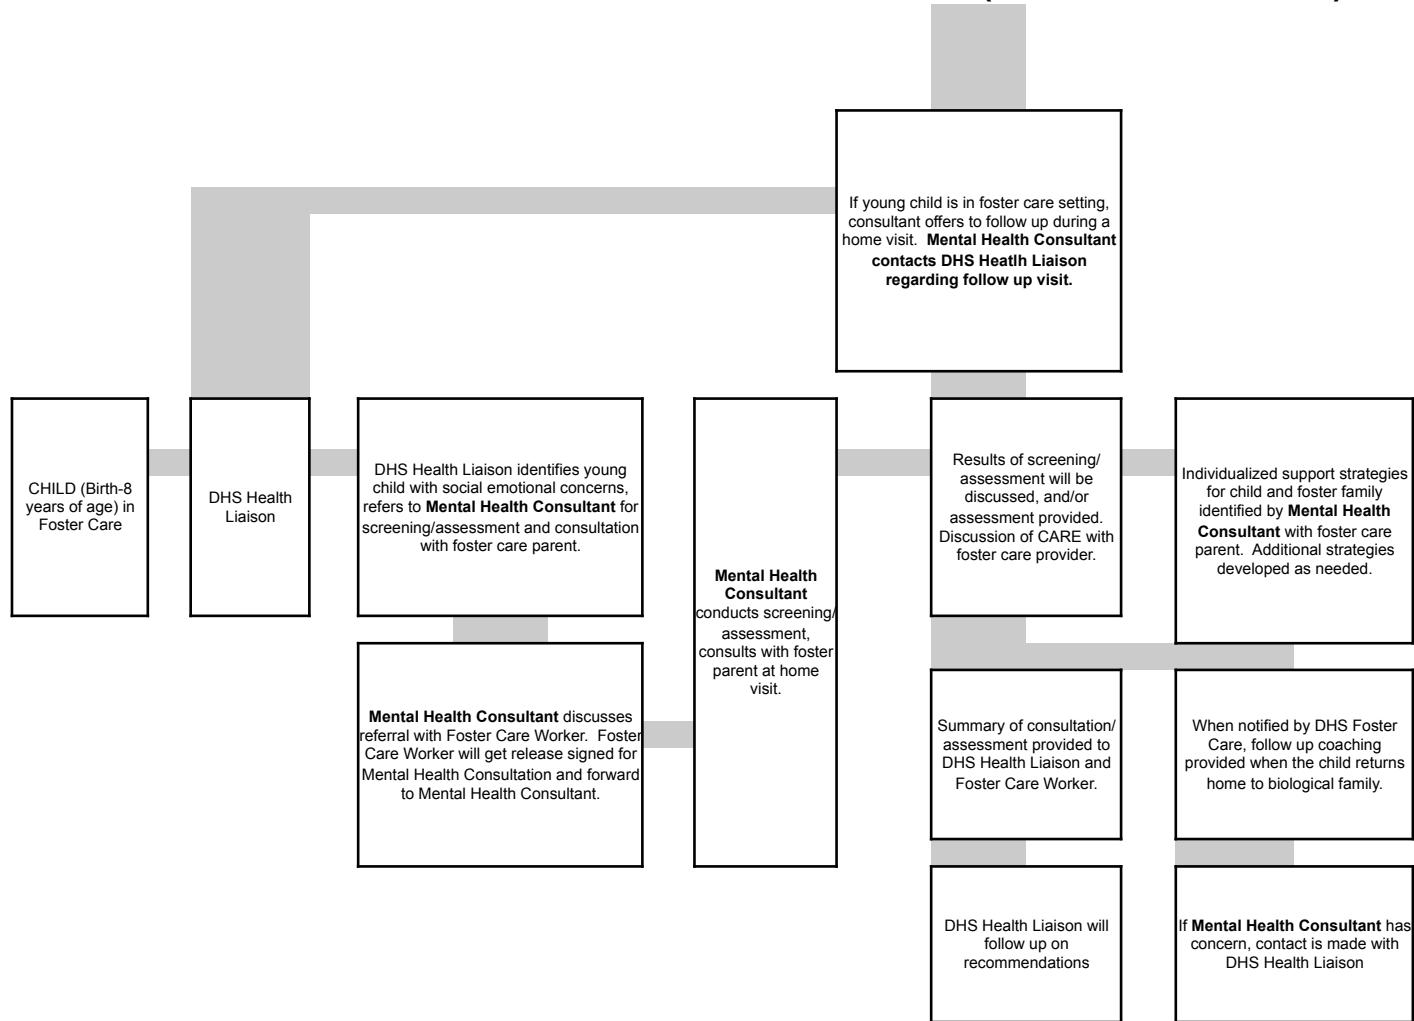 If young child is in foster care setting,
consultant offers to follow up during a
home visit.  Mental Health Consultant
contacts DHS Heatlh Liaison
regarding follow up visit.
CHILD (Birth-8
years of age) in
Foster Care
DHS Health
Liaison
DHS Health Liaison identifies young
child with social emotional concerns,
refers to Mental Health Consultant for
screening/assessment and consultation
with foster care parent.
Mental Health Consultant discusses
referral with Foster Care Worker.  Foster
Care Worker will get release signed for
Mental Health Consultation and forward
to Mental Health Consultant.
Mental Health
Consultant
conducts screening/
assessment,
consults with foster
parent at home
visit.
Results of screening/
assessment will be
discussed, and/or
assessment provided.
Discussion of CARE with
foster care provider.
Individualized support strategies
for child and foster family
identified by Mental Health
Consultant with foster care
parent.  Additional strategies
developed as needed.
Summary of consultation/
assessment provided to
DHS Health Liaison and
Foster Care Worker.
When notified by DHS Foster
Care, follow up coaching
provided when the child returns
home to biological family.
DHS Health Liaison will
follow up on
recommendations
If Mental Health Consultant has
concern, contact is made with
DHS Health Liaison